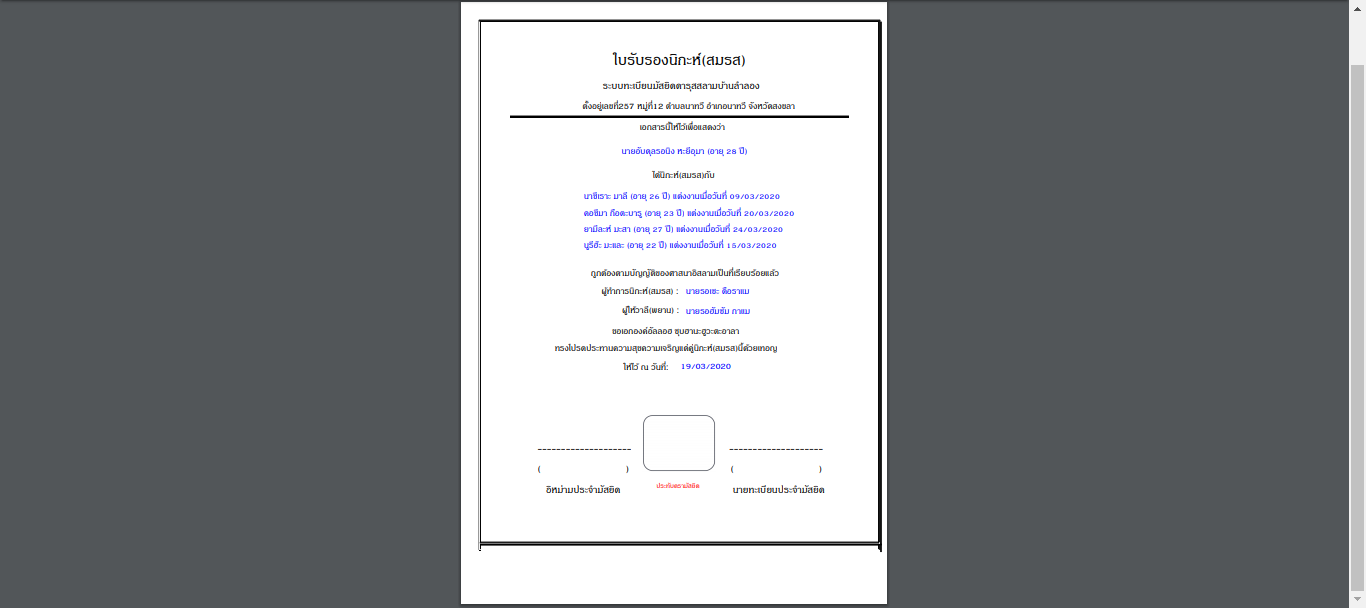 ใบรับรองนิกะห์(สมรส)
ระบบทะเบียนมัสยิดดารุสสลามบ้านลำลอง
ตั้งอยู่เลขที่257 หมู่ที่12 ตำบลนาทวี อำเภอนาทวี จังหวัดสงขลา
เอกสารนี้ให้ไว้เพื่อแสดงว่า
นายอับดุลรอนิง หะยีอุมา (อายุ 28 ปี)
ได้นิกะห์(สมรส)กับ
นาซีเราะ มาลี (อายุ 26 ปี) แต่งงานเมื่อวันที่ 09/03/2020
คอซีมา กือตะบารู (อายุ 23 ปี) แต่งงานเมื่อวันที่ 20/03/2020
ยามีละห์ มะสา (อายุ 27 ปี) แต่งงานเมื่อวันที่ 24/03/2020
นูรีฮ๊ะ มะและ (อายุ 22 ปี) แต่งงานเมื่อวันที่ 15/03/2020
ถูกต้องตามบัญญัติของศาสนาอิสลามเป็นที่เรียบร้อยแล้ว
ผู้ทำการนิกะห์(สมรส) : นายรอเซะ ดือราแม
ผู้ให้วาลี(พยาน) : นายรอฮัมซัม กาแม
ขอเอกองค์อัลลอฮ ซุบฮานะฮูวะตะอาลา
ทรงโปรดประทานความสุขความเจริญแด่คู่นิกะห์(สมรส)นี้ด้วยเทอญ
ให้ไว้ ณ วันที่: 19/03/2020
-------------------- --------------------
( ) ( )
อิหม่ามประจำมัสยิด ประทับตรามัสยิด นายทะเบียนประจำมัสยิด